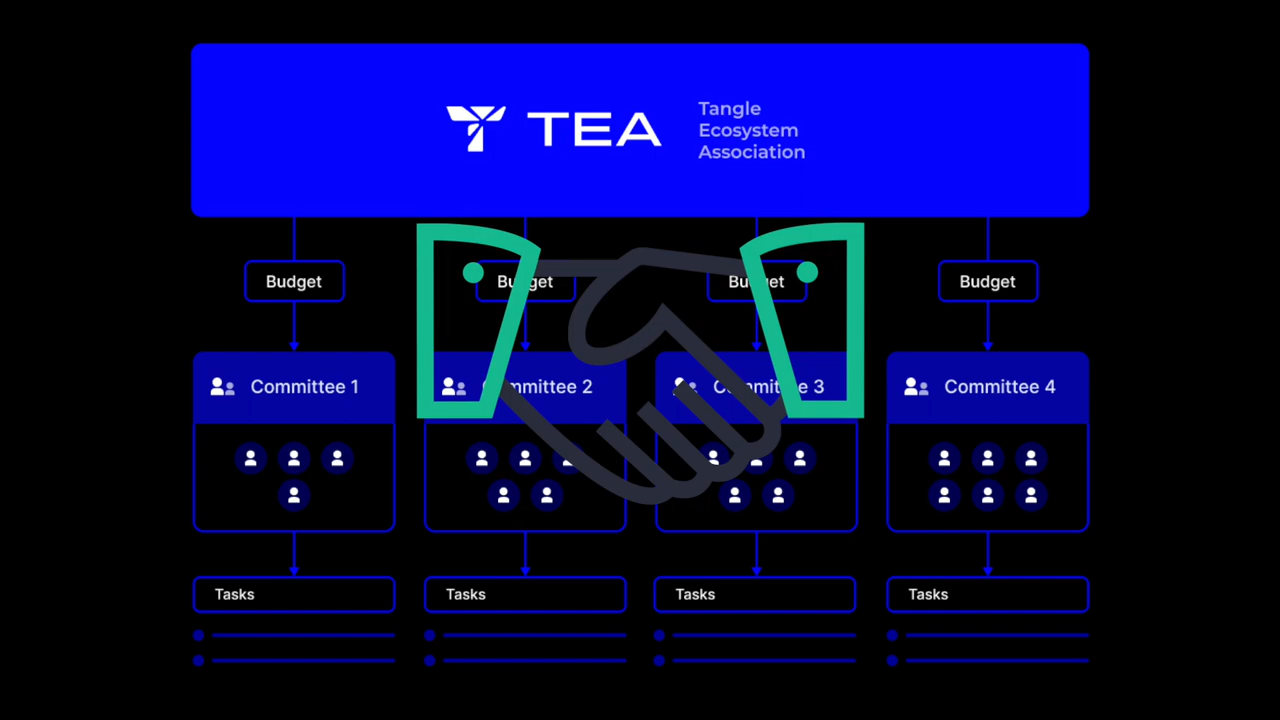 TEA
Tangle
Ecosystem
Association
Budget
Budget
Budget
Budget
Committee 1
Committee 2
Committee 3
Committee 4
Tasks
Tasks
Tasks
Tasks